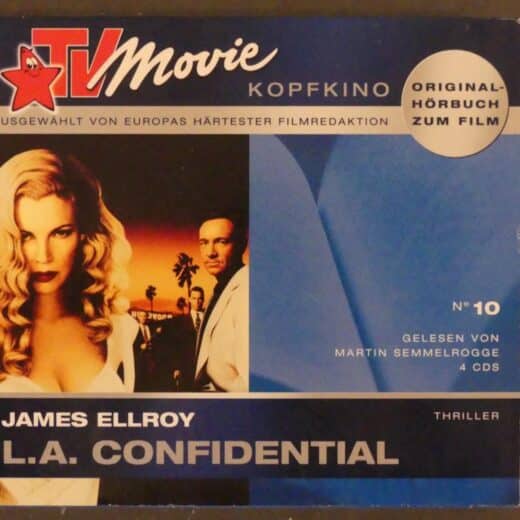 TV Movie
KOPFKINO
ORIGINAL-
HÖRBUCH
ZUM FILM
USGEWÄHLT VON EUROPAS HÄRTESTER FILMREDAKTION
N° 10
GELESEN VON
MARTIN SEMMELROGGE
4 CDS
JAMES ELLROY
THRILLER
L.A. CONFIDENTIAL